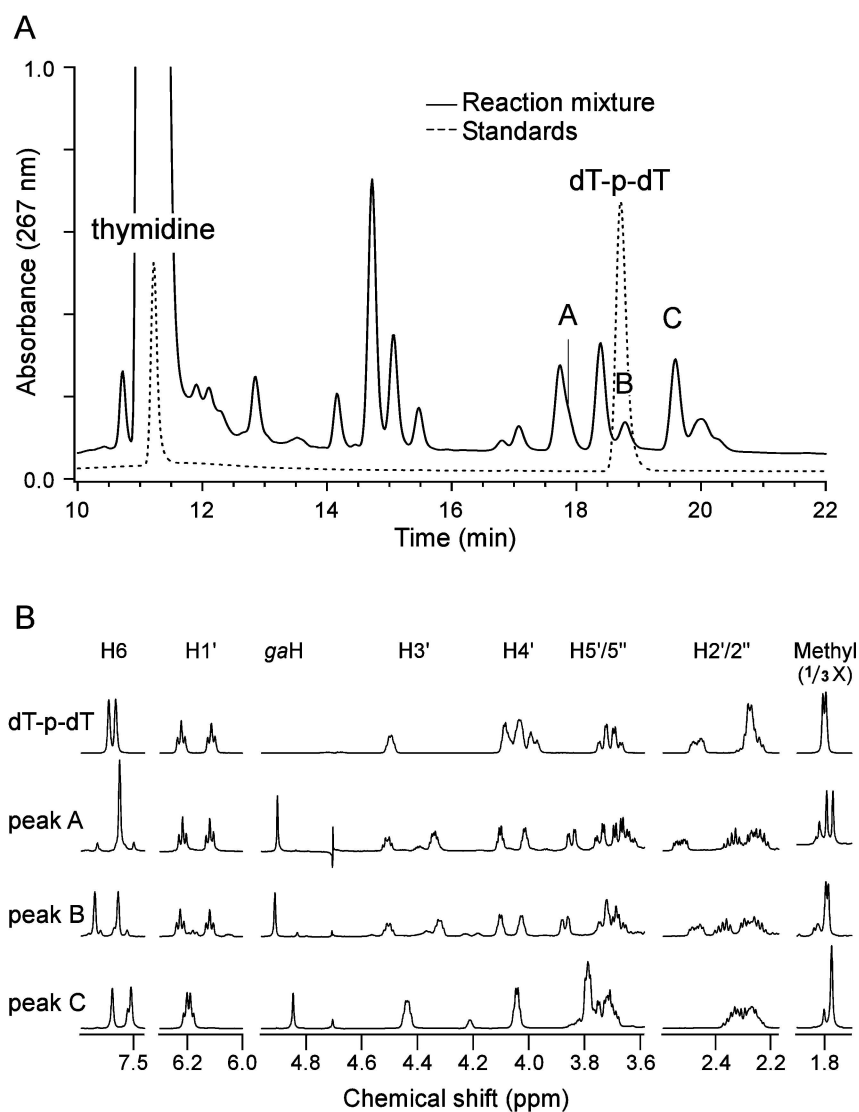 A
1.0
Reaction mixture
Standards
dT-p-dT
thymidine
Absorbance (267 nm)
A
C
B
0.0
10 12 14 16 18 20 22
Time (min)
B
H6 H1' gaH H3' H4' H5'/5" H2'/2" Methyl
(1/3 X)
dT-p-dT
peak A
peak B
peak C
7.5 6.2 6.0 4.8 4.6 4.4 4.2 4.0 3.8 3.6 2.4 2.2 1.8
Chemical shift (ppm)